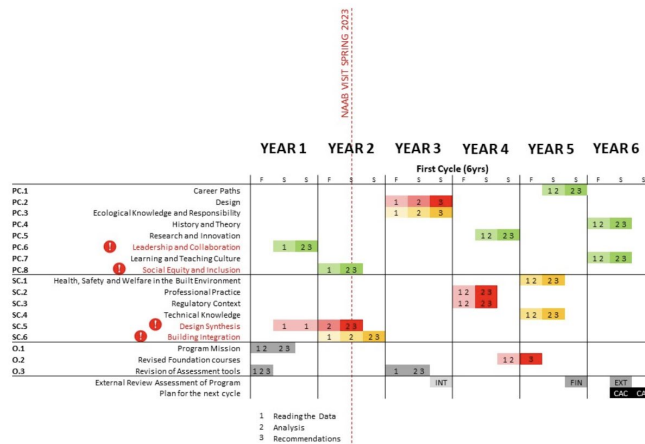 NAAB VISIT SPRING 2023
YEAR 1 YEAR 2 YEAR 3 YEAR 4 YEAR 5 YEAR 6
First Cycle (6yrs)
F S S F S S F S S F S S F S S F S S
PC.1 Career Paths 1 2 2 3
PC.2 Design 1 2 3
PC.3 Ecological Knowledge and Responsibility 1 2 3
PC.4 History and Theory 1 2 2 3
PC.5 Research and Innovation 1 2 2 3
PC.6 ! Leadership and Collaboration 1 2 3
PC.7 Learning and Teaching Culture 1 2 2 3
PC.8 ! Social Equity and Inclusion 1 2 3
SC.1 Health, Safety and Welfare in the Built Environment 1 2 2 3
SC.2 Professional Practice 1 2 2 3
SC.3 Regulatory Context 1 2 2 3
SC.4 Technical Knowledge 1 2 2 3
SC.5 ! Design Synthesis 1 1 2 2 3
SC.6 ! Building Integration 1 2 2 3
O.1 Program Mission 1 2 2 3
O.2 Revised Foundation courses 1 2 3
O.3 Revision of Assessment tools 1 2 3 1 2 3
External Review Assessment of Program INT FIN EXT
Plan for the next cycle CAC CA
1 Reading the Data
2 Analysis
3 Recommendations